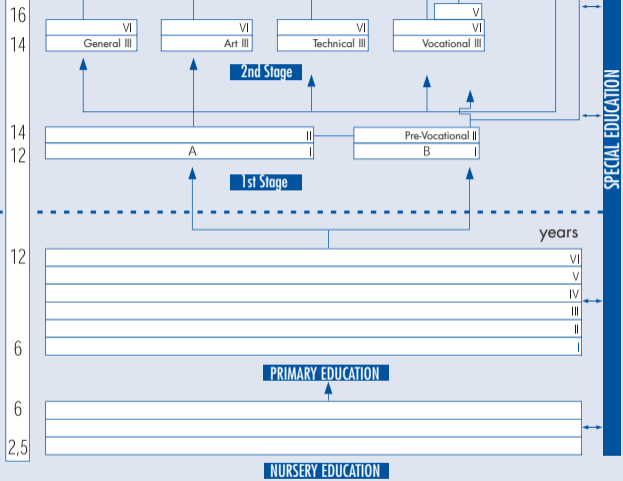 16
V
VI
VI
VI
VI
14
General III
Art III
Technical III
Vocational III
2nd Stage
SPECIAL EDUCATION
14
II
Pre-Vocational II
12
A
I
B
I
1st Stage
years
12
VI
V
IV
III
II
6
I
PRIMARY EDUCATION
6
2,5
NURSERY EDUCATION